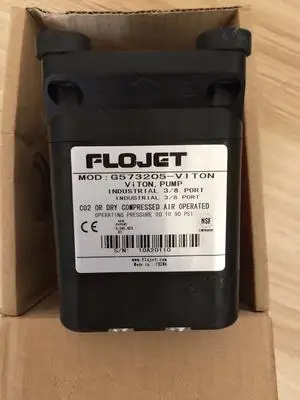 FLOJET
MOD: G573205-VITON
VITON, PUMP
INDUSTRIAL 3/8 PORT
INDUSTRIAL 3/8 PORT
CO2 OR DRY COMPRESSED AIR OPERATED
OPERATING PRESSURE 20 TO 50 PSI
NSF
S/N: 10A20110
www.flojet.com
Made in CHINA